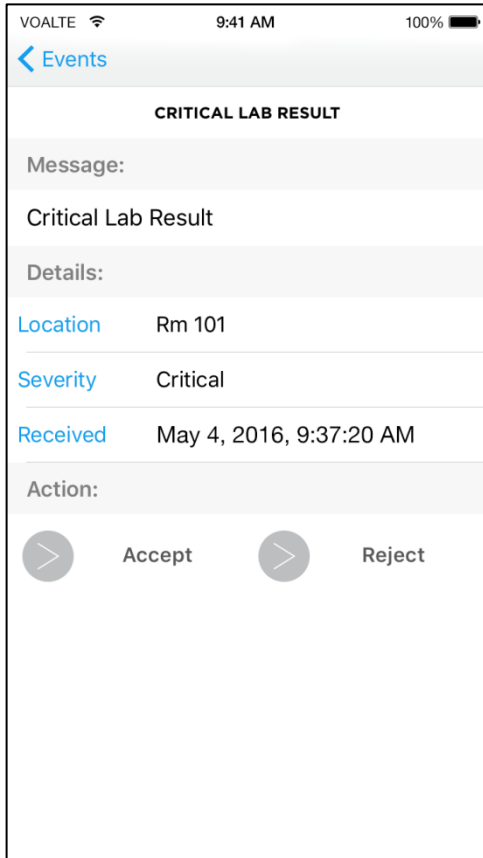 VOALTE 9:41 AM 100%
Events
CRITICAL LAB RESULT
Message:
Critical Lab Result
Details:
Location Rm 101
Severity Critical
Received May 4, 2016, 9:37:20 AM
Action:
Accept Reject